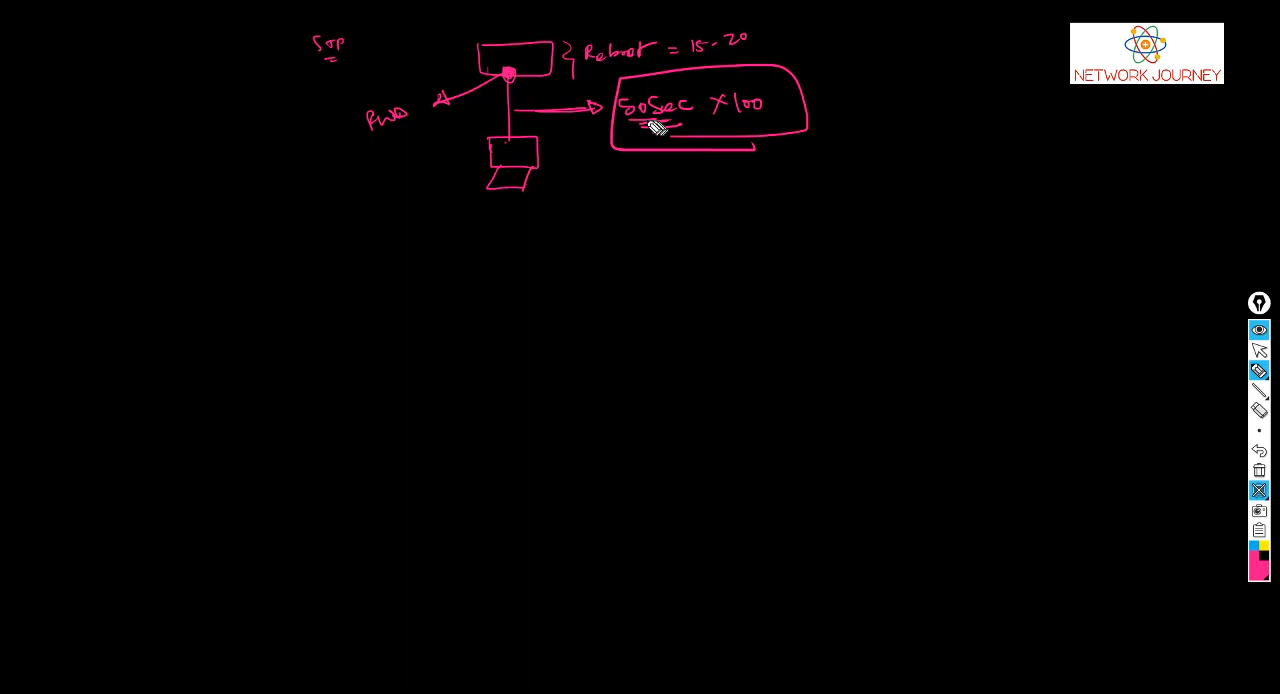 STP
Reboot = 15-20
50Sec X100
FWD
NETWORK JOURNEY